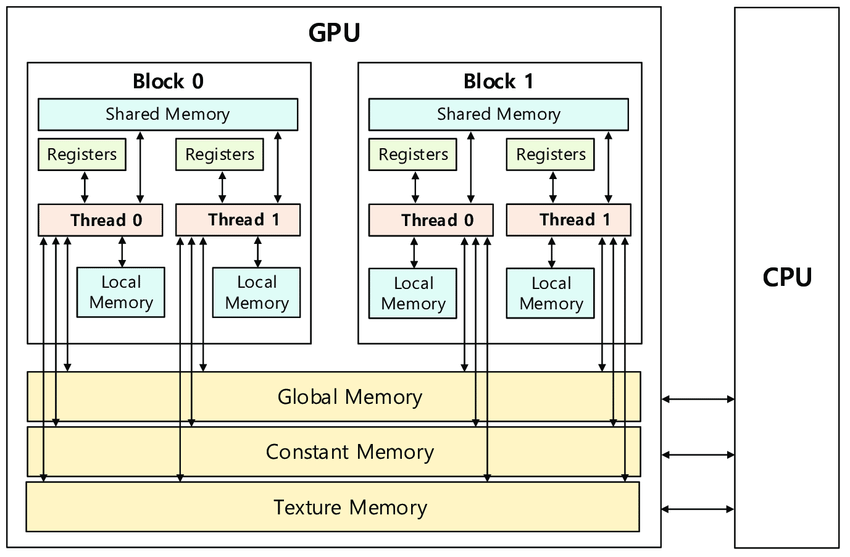 GPU
Block 0
Shared Memory
Registers
Registers
Thread 0
Thread 1
Local
Memory
Local
Memory
Block 1
Shared Memory
Registers
Registers
Thread 0
Thread 1
Local
Memory
Local
Memory
Global Memory
Constant Memory
Texture Memory
CPU